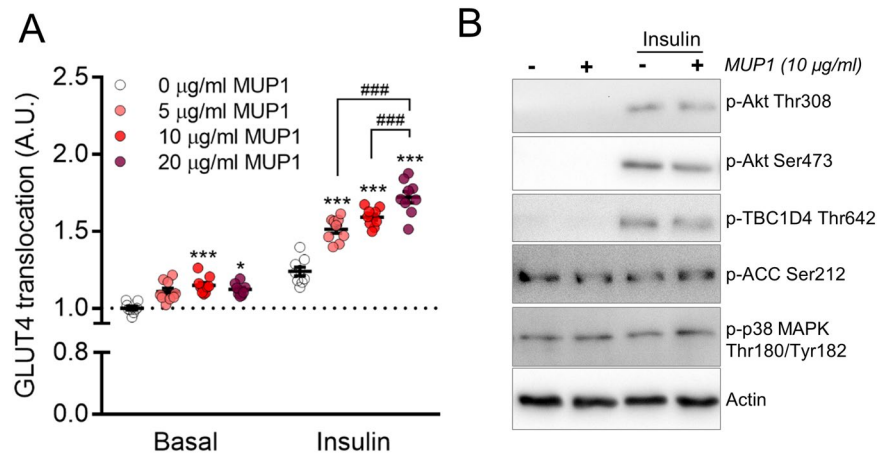 A
GLUT4 translocation (A.U.)
2.5
2.0
1.5
1.0
0.8
0.0
0 µg/ml MUP1
5 µg/ml MUP1
10 µg/ml MUP1
20 µg/ml MUP1
###
###
***
***
***
***
*
Basal
Insulin
B
Insulin
- + - + MUP1 (10 µg/ml)
p-Akt Thr308
p-Akt Ser473
p-TBC1D4 Thr642
p-ACC Ser212
p-p38 MAPK
Thr180/Tyr182
Actin